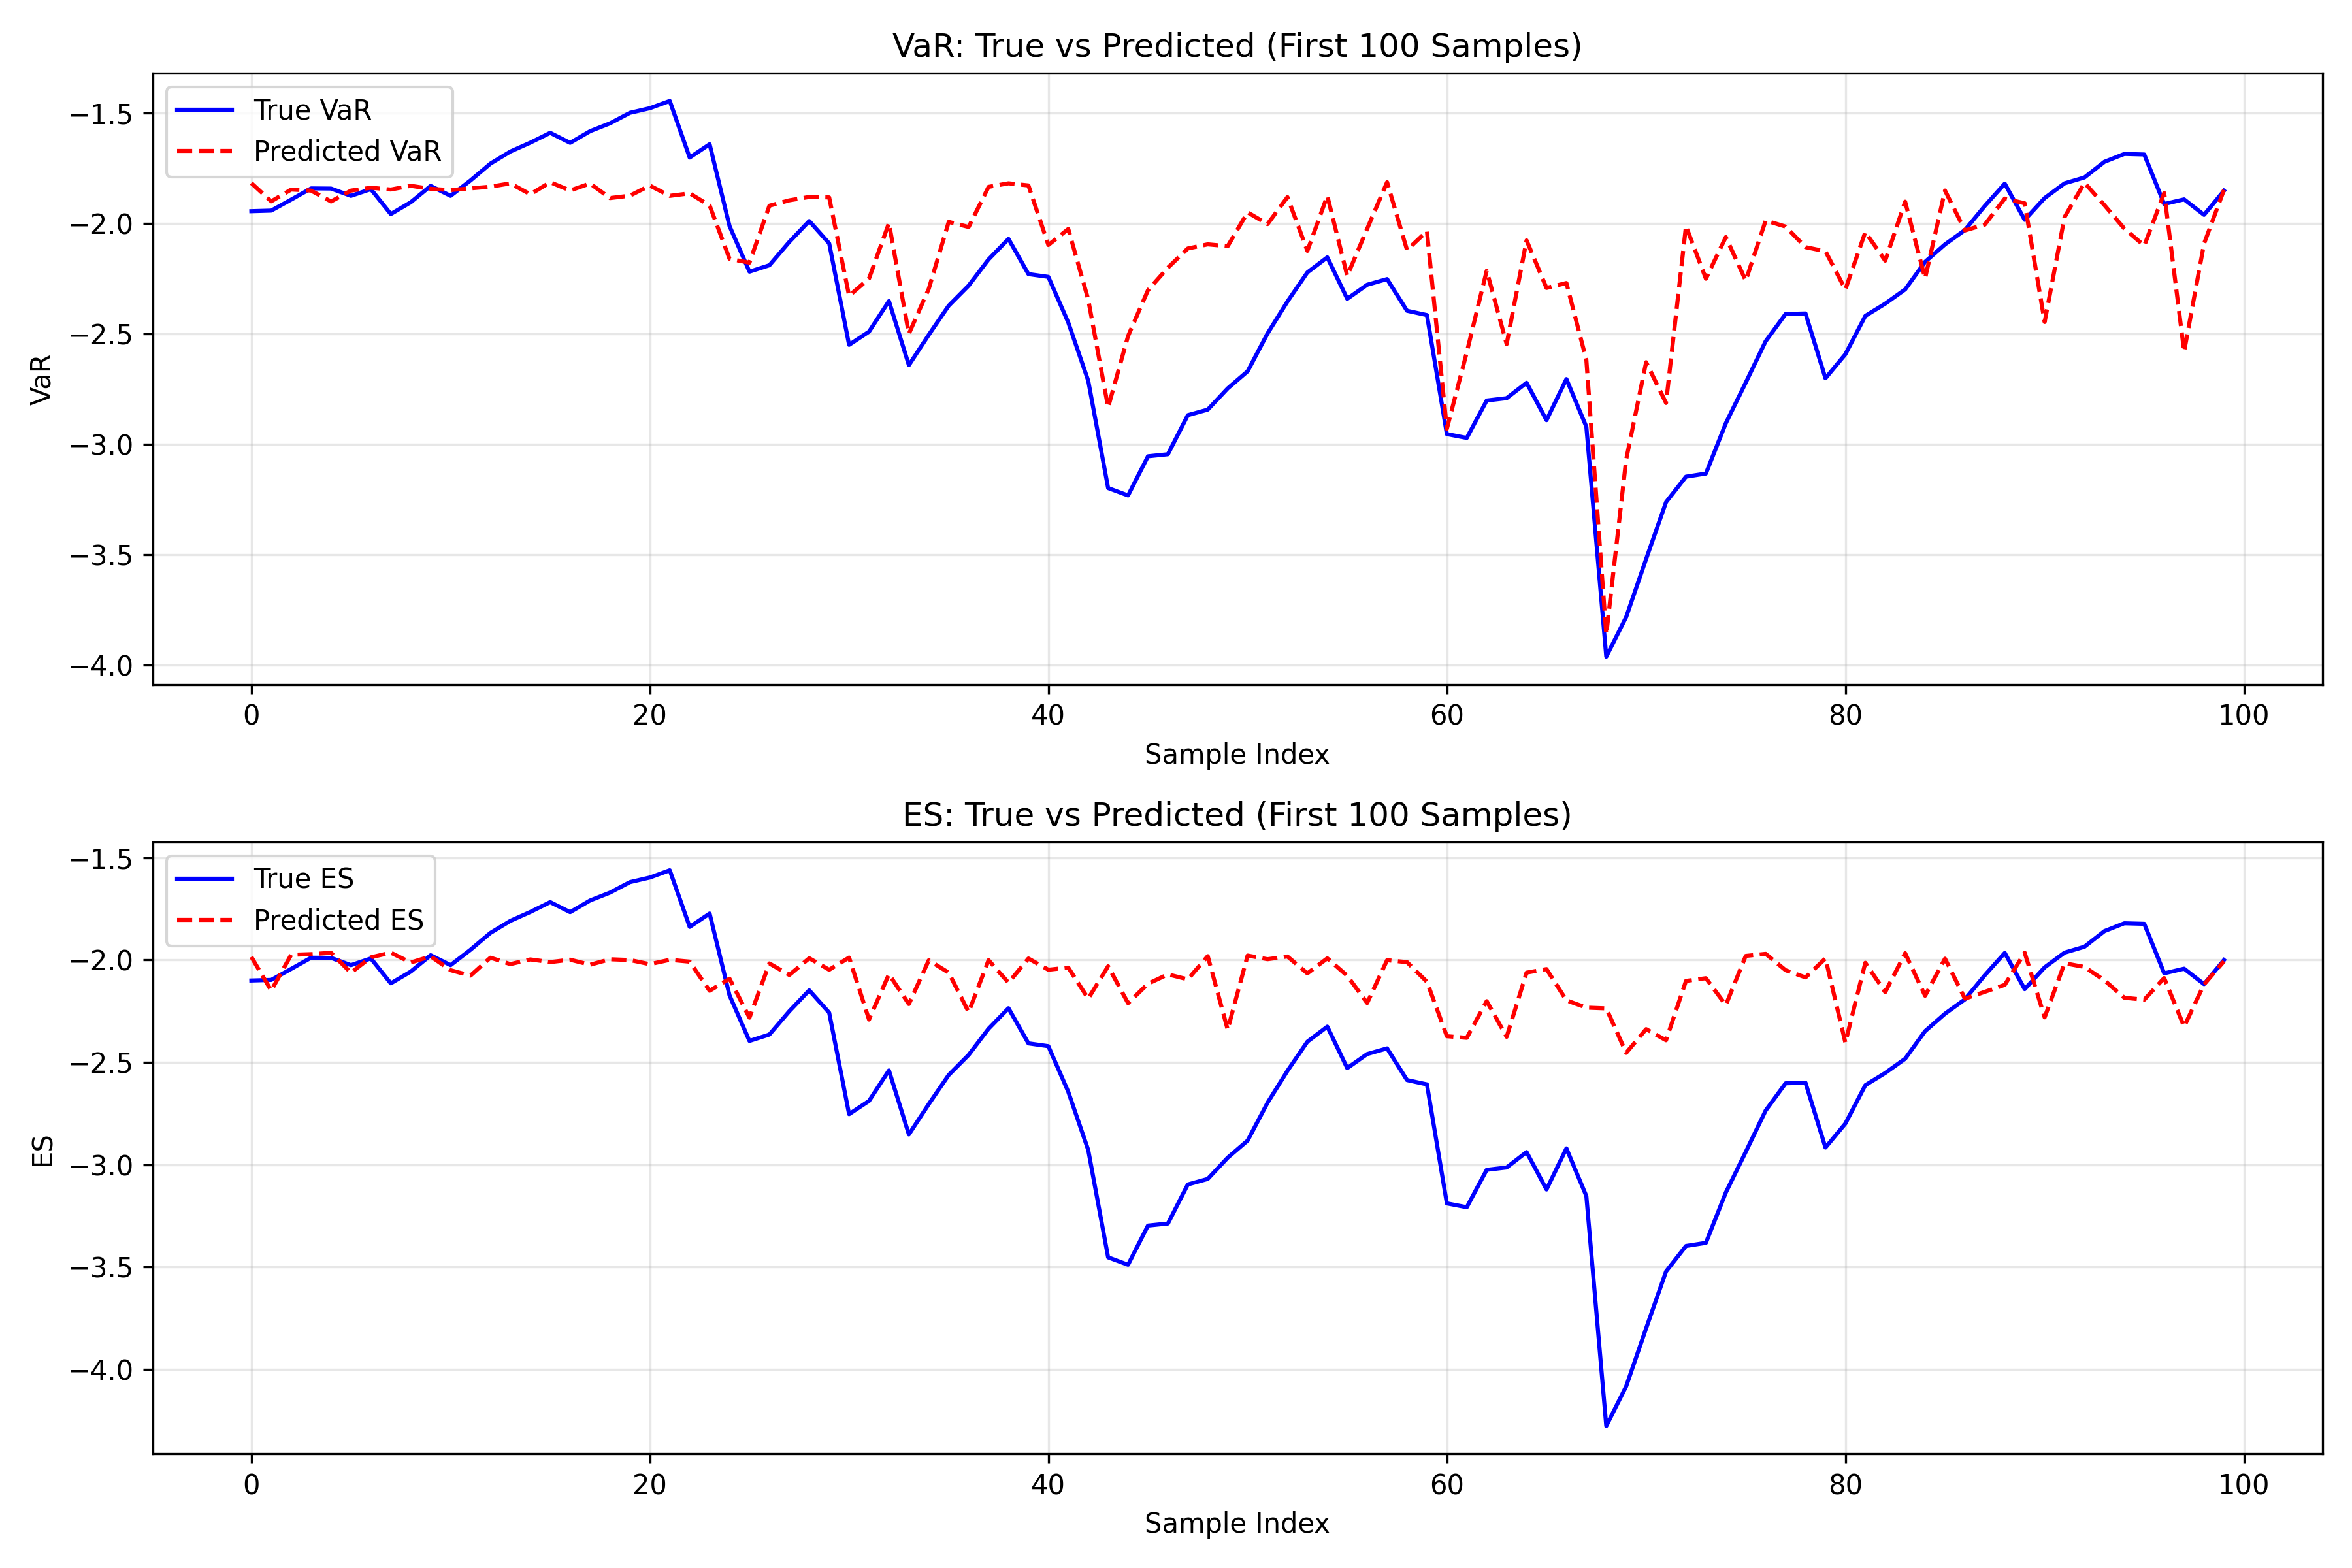 VaR: True vs Predicted (First 100 Samples)
True VaR
Predicted VaR
−1.5
−2.0
−2.5
−3.0
−3.5
−4.0
VaR
0 20 40 60 80 100
Sample Index
ES: True vs Predicted (First 100 Samples)
True ES
Predicted ES
−1.5
−2.0
−2.5
−3.0
−3.5
−4.0
ES
0 20 40 60 80 100
Sample Index